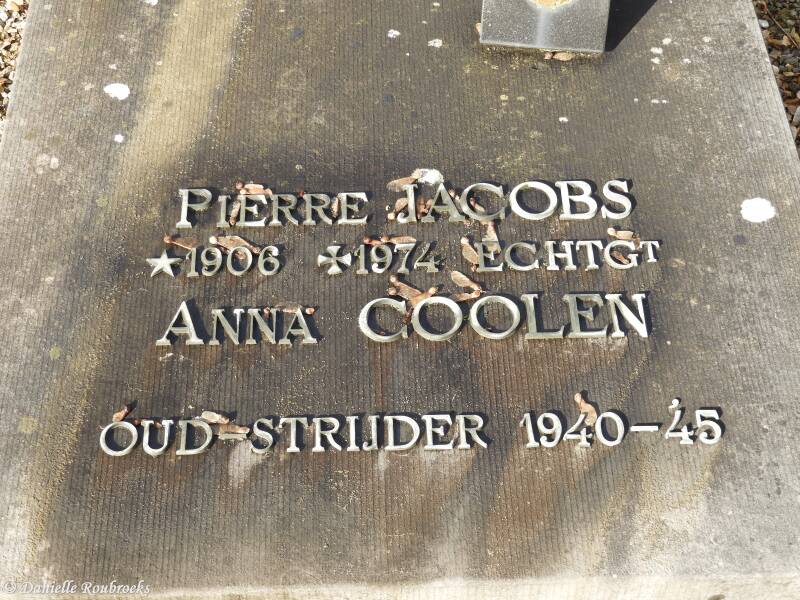 PIERRE JACOBS
★1906 ✠1974 ECHTGT
ANNA COOLEN
OUD-STRIJDER 1940-'45
© Danielle Roubroeks